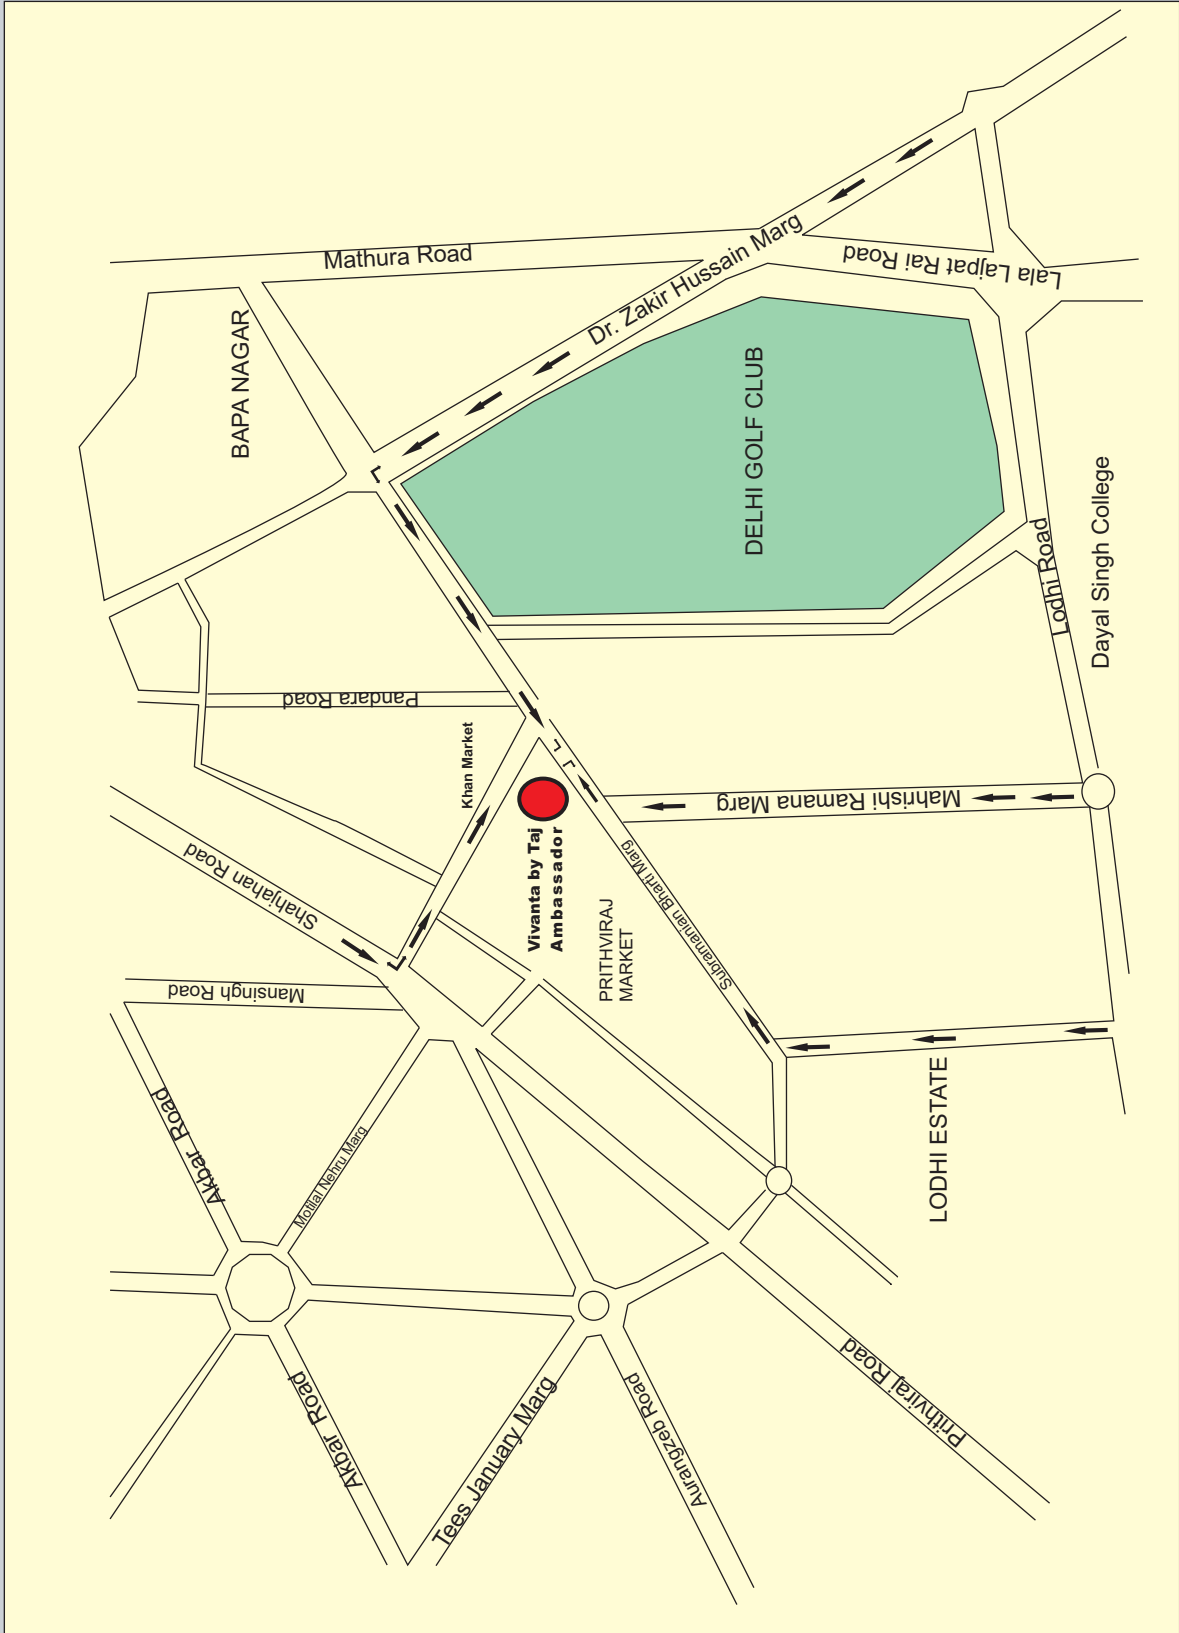 Mathura Road
Dr. Zakir Hussain Marg
Lala Lajpat Rai Road
BAPA NAGAR
DELHI GOLF CLUB
Dayal Singh College
Lodhi Road
Pandara Road
Khan Market
Mahrishi Ramana Marg
Vivanta by Taj
Ambassador
Shahjahan Road
Subramanian Bharti Marg
PRITHVIRAJ
MARKET
Mansingh Road
LODHI ESTATE
Akbar Road
Motilal Nehru Marg
Akbar Road
Tees January Marg
Aurangzeb Road
Prithviraj Road